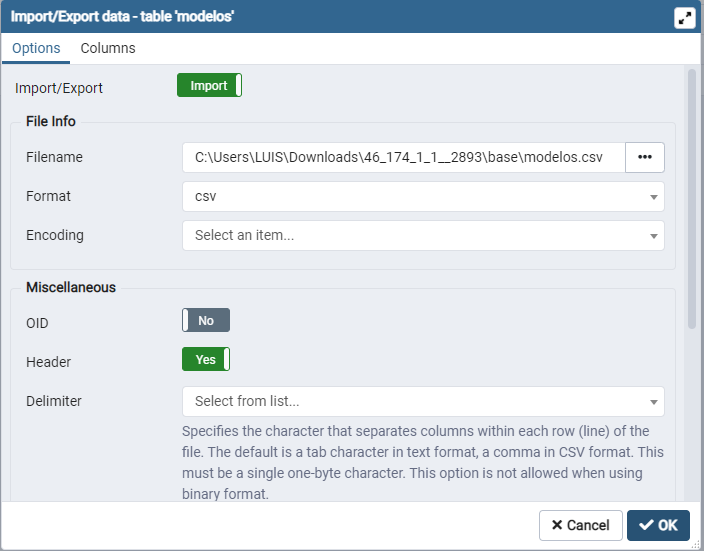 Import/Export data - table 'modelos'
Options Columns
Import/Export Import
File Info
Filename C:\Users\LUIS\Downloads\46_174_1_1__2893\base\modelos.csv •••
Format csv
Encoding Select an item...
Miscellaneous
OID No
Header Yes
Delimiter Select from list...
Specifies the character that separates columns within each row (line) of the
file. The default is a tab character in text format, a comma in CSV format. This
must be a single one-byte character. This option is not allowed when using
binary format.
Cancel OK